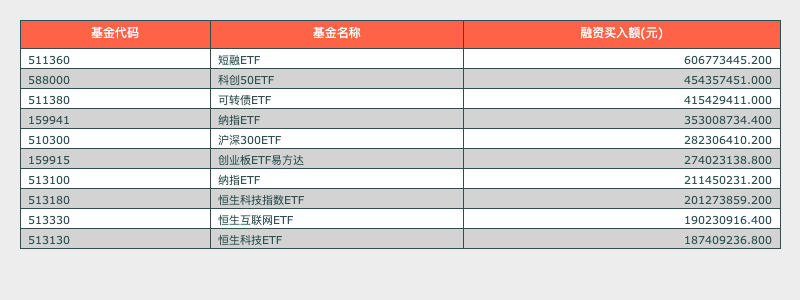 基金代码 基金名称 融资买入额(元)
511360 短融ETF 606773445.200
588000 科创50ETF 454357451.000
511380 可转债ETF 415429411.000
159941 纳指ETF 353008734.400
510300 沪深300ETF 282306410.200
159915 创业板ETF易方达 274023138.800
513100 纳指ETF 211450231.200
513180 恒生科技指数ETF 201273859.200
513330 恒生互联网ETF 190230916.400
513130 恒生科技ETF 187409236.800